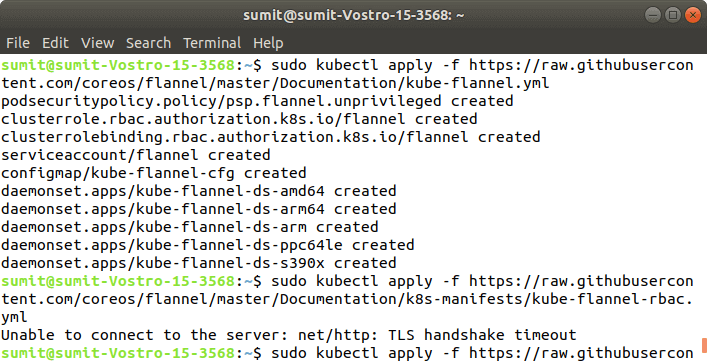 sumit@sumit-Vostro-15-3568: ~
File Edit View Search Terminal Help
sumit@sumit-Vostro-15-3568:~$ sudo kubectl apply -f https://raw.githubusercon
tent.com/coreos/flannel/master/Documentation/kube-flannel.yml
podsecuritypolicy.policy/psp.flannel.unprivileged created
clusterrole.rbac.authorization.k8s.io/flannel created
clusterrolebinding.rbac.authorization.k8s.io/flannel created
serviceaccount/flannel created
configmap/kube-flannel-cfg created
daemonset.apps/kube-flannel-ds-amd64 created
daemonset.apps/kube-flannel-ds-arm64 created
daemonset.apps/kube-flannel-ds-arm created
daemonset.apps/kube-flannel-ds-ppc64le created
daemonset.apps/kube-flannel-ds-s390x created
sumit@sumit-Vostro-15-3568:~$ sudo kubectl apply -f https://raw.githubusercon
tent.com/coreos/flannel/master/Documentation/k8s-manifests/kube-flannel-rbac.
yml
Unable to connect to the server: net/http: TLS handshake timeout
sumit@sumit-Vostro-15-3568:~$ sudo kubectl apply -f https://raw.githubusercon